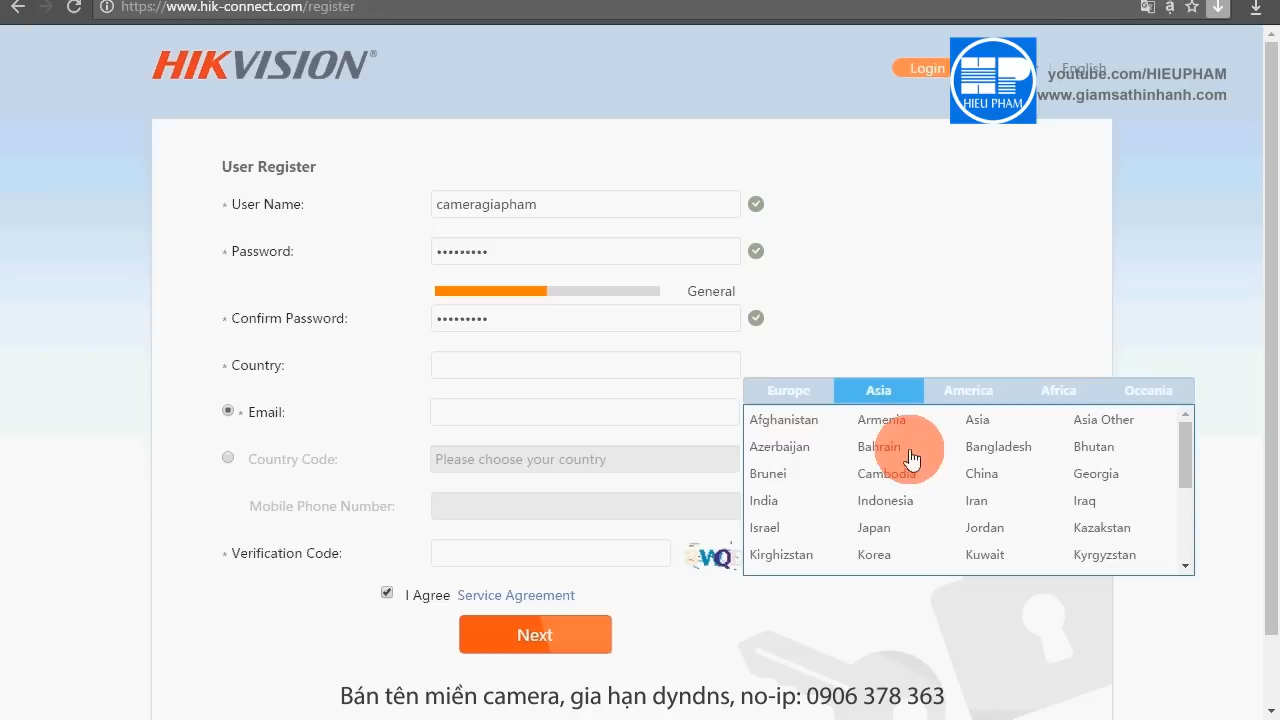 https://www.hik-connect.com/register
HIKVISION®
Login
English
youtube.com/HIEUPHAM
www.giamsathinhanh.com
HP
HIEU PHAM
User Register
* User Name:
cameragiapham
* Password:
•••••••••
General
* Confirm Password:
•••••••••
* Country:
Europe Asia America Africa Oceania
* Email:
Afghanistan Armenia Asia Asia Other
Azerbaijan Bahrain Bangladesh Bhutan
Country Code: Please choose your country
Brunei Cambodia China Georgia
India Indonesia Iran Iraq
Mobile Phone Number:
Israel Japan Jordan Kazakstan
* Verification Code:
Kirghizstan Korea Kuwait Kyrgyzstan
I Agree Service Agreement
Next
Bán tên miền camera, gia hạn dyndns, no-ip: 0906 378 363